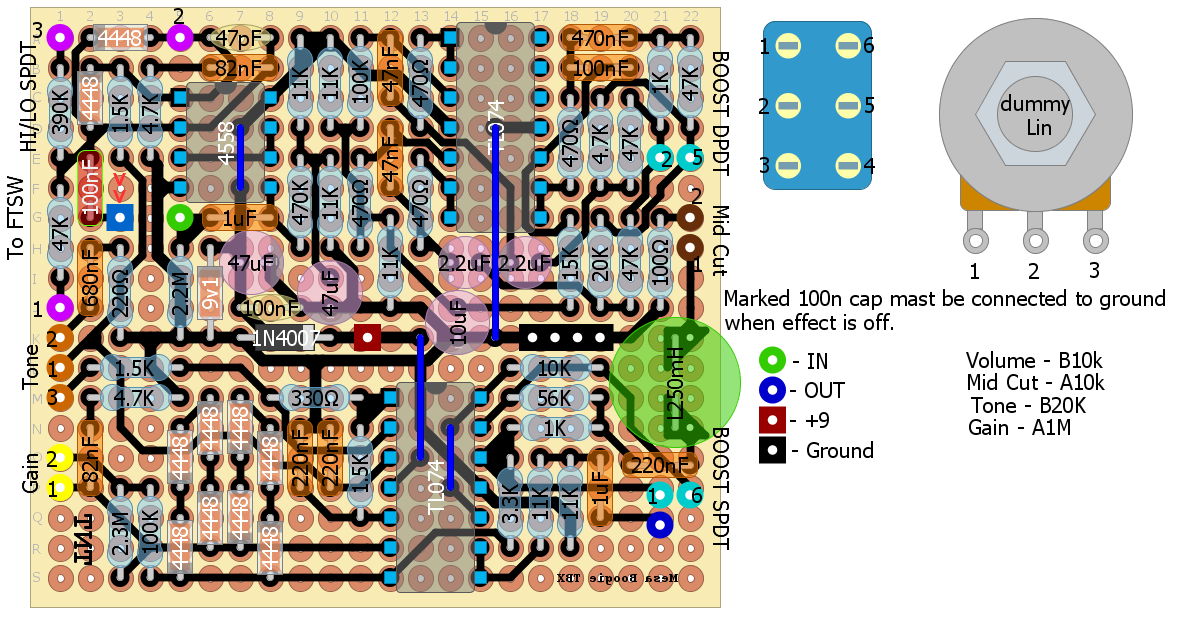 1 2 3 4 5 6 7 8 9 10 11 12 13 14 15 16 17 18 19 20 21 22
3
2
4448
47pF
82nF
11K
11K
100K
47nF
470Ω
TL074
470nF
100nF
1K
47K
HI/LO SPDT
390K
4448
1.5K
4.7K
4558
47nF
470Ω
4.7K
47K
BOOST DPDT
2
5
To FTSW
47K
100nF
1uF
470K
11K
470Ω
470Ω
2
Mid Cut
1
680nF
220Ω
2.2M
9v1
47uF
100nF
47uF
11K
2.2uF
2.2uF
15K
20K
47K
100Ω
1
10uF
2
1N4007
L250mH
Tone
1
1.5K
10K
3
4.7K
330Ω
56K
1K
Gain
2
1
82nF
4448
4448
4448
4448
220nF
220nF
1.5K
TL074
220nF
BOOST SPDT
1
6
3.3K
11K
11K
1uF
TNT
2.3M
100K
4448
4448
4448
4448
Mesa Boogie TBX
1
6
2
5
3
4
dummy
Lin
1
2
3
Marked 100n cap mast be connected to ground
when effect is off.
- IN
- OUT
- +9
- Ground
Volume - B10k
Mid Cut - A10k
Tone - B20K
Gain - A1M